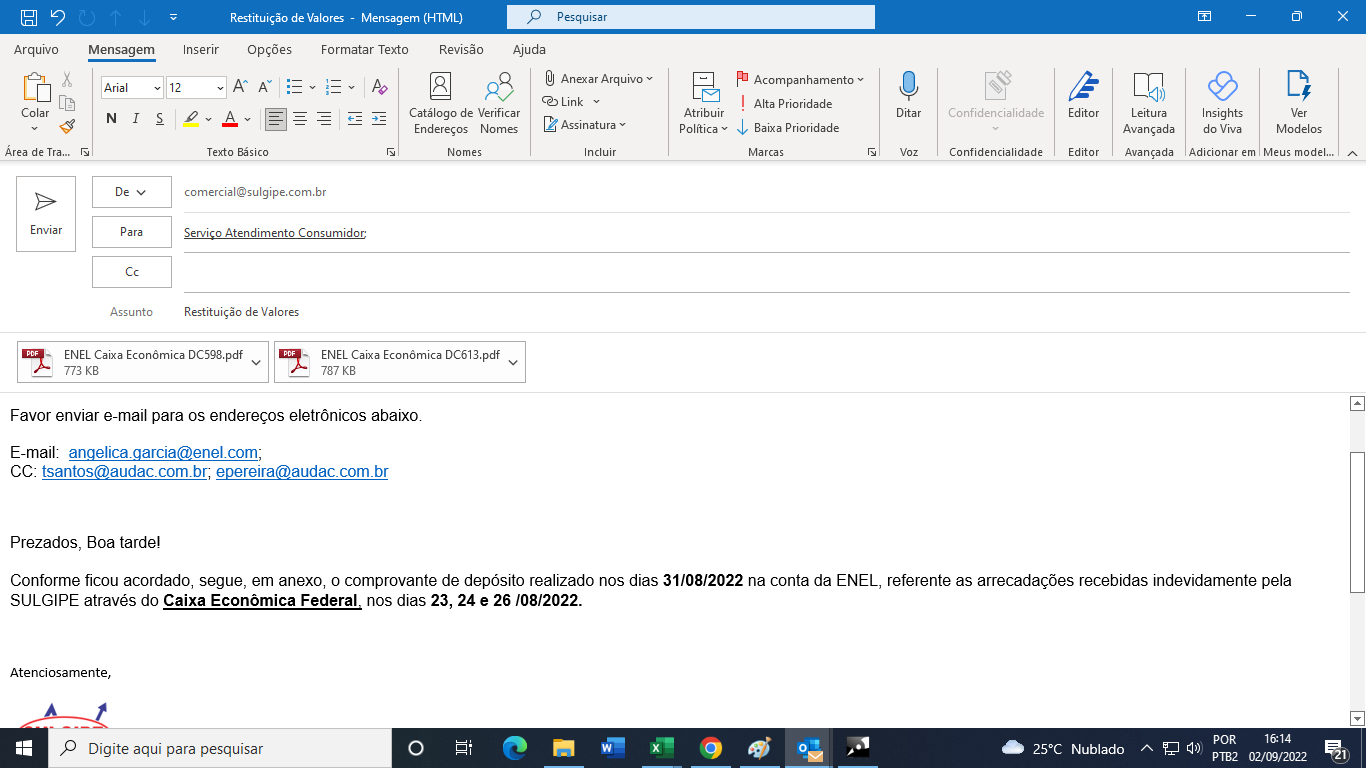 Restituição de Valores - Mensagem (HTML)
Pesquisar
Arquivo Mensagem Inserir Opções Formatar Texto Revisão Ajuda
Colar
Área de Tra...
Arial 12
N I S
Texto Básico
Catálogo de Endereços
Verificar Nomes
Nomes
Anexar Arquivo
Link
Assinatura
Incluir
Atribuir Política
Acompanhamento
Alta Prioridade
Baixa Prioridade
Marcas
Ditar
Voz
Confidencialidade
Confidencialidade
Editor
Editor
Leitura Avançada
Avançada
Insights do Viva
Adicionar em
Ver Modelos
Meus model...
Enviar
De comercial@sulgipe.com.br
Para Serviço Atendimento Consumidor;
Cc
Assunto Restituição de Valores
PDF ENEL Caixa Econômica DC598.pdf
773 KB
PDF ENEL Caixa Econômica DC613.pdf
787 KB
Favor enviar e-mail para os endereços eletrônicos abaixo.
E-mail: angelica.garcia@enel.com;
CC: tsantos@audac.com.br; epereira@audac.com.br
Prezados, Boa tarde!
Conforme ficou acordado, segue, em anexo, o comprovante de depósito realizado nos dias 31/08/2022 na conta da ENEL, referente as arrecadações recebidas indevidamente pela
SULGIPE através do Caixa Econômica Federal, nos dias 23, 24 e 26 /08/2022.
Atenciosamente,
SULGIPE
Digite aqui para pesquisar
25°C Nublado
POR
PTB2
16:14
02/09/2022
21